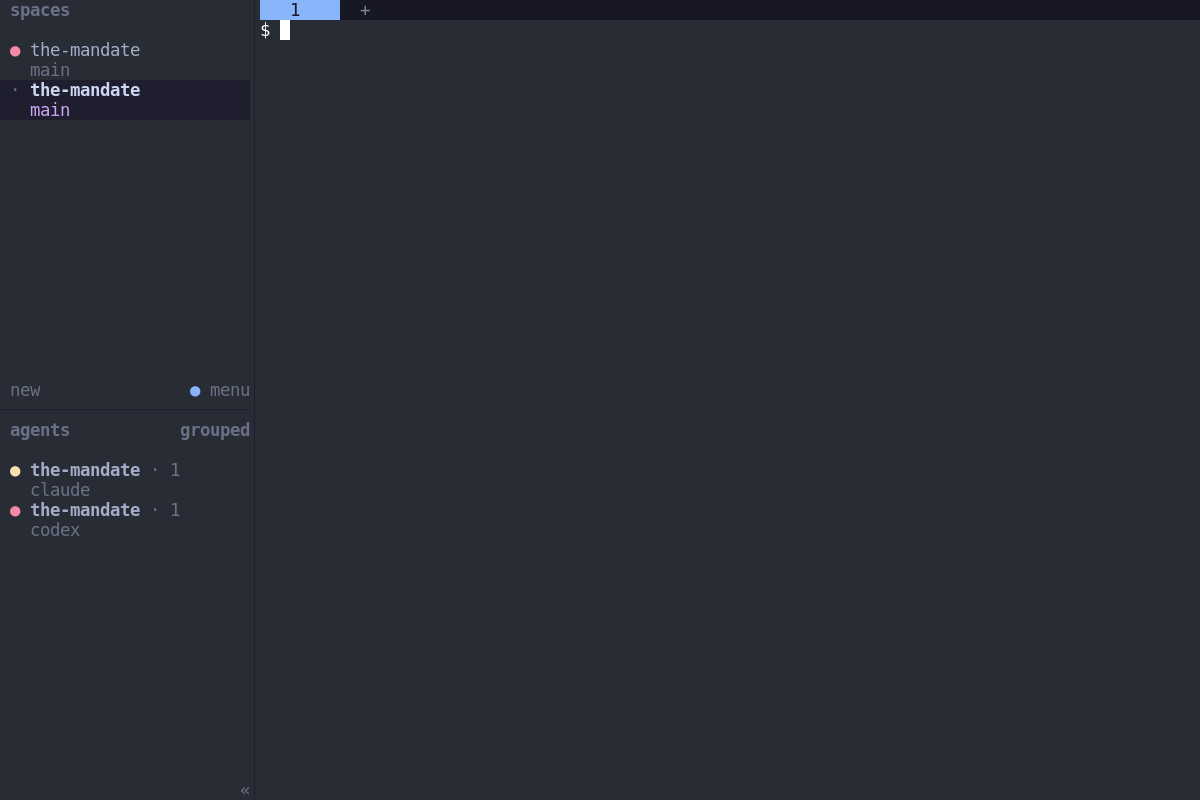 spaces
● the-mandate
main
· the-mandate
main
new ● menu
agents grouped
● the-mandate · 1
claude
● the-mandate · 1
codex
«
1 +
$